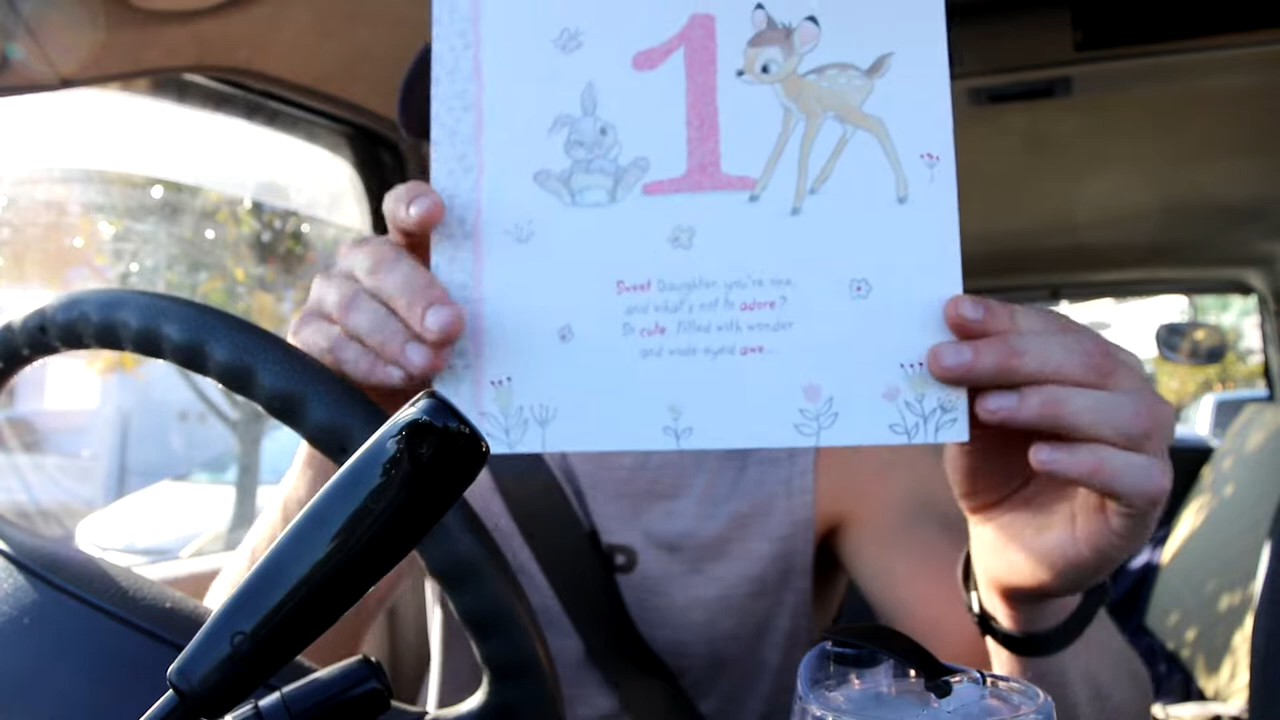 1
Sweet Daughter, you're one,
and what's not to adore?
So cute, filled with wonder
and wide-eyed awe...